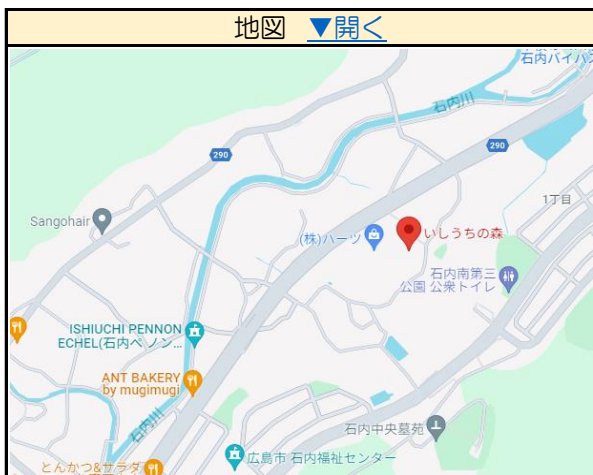 地図 ▼開く
石内バイパス
石内川
290
290
1丁目
Sangohair
(株)ハーツ
いしうちの森
石内南第三
公園 公衆トイレ
ISHIUCHI PENNON
ECHEL(石内ペノン...
ANT BAKERY
by mugimugi
石内川
石内中央墓苑
広島市 石内福祉センター
とんかつ&サラダ